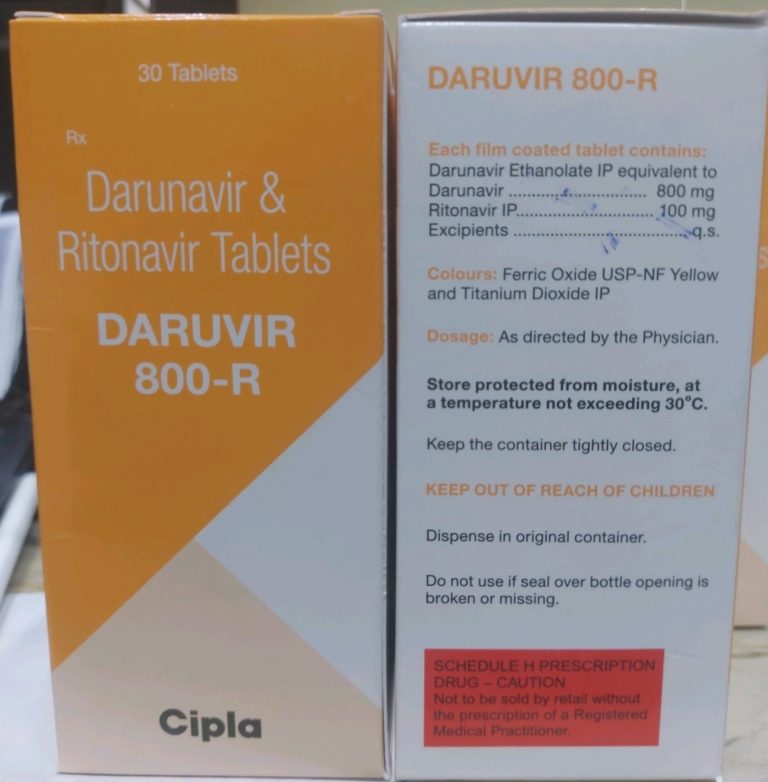 30 Tablets
Rx
Darunavir &
Ritonavir Tablets
DARUVIR
800-R
Cipla
DARUVIR 800-R
Each film coated tablet contains:
Darunavir Ethanolate IP equivalent to
Darunavir ................................ 800 mg
Ritonavir IP................................ 100 mg
Excipients .........................................q.s.
Colours: Ferric Oxide USP-NF Yellow
and Titanium Dioxide IP
Dosage: As directed by the Physician.
Store protected from moisture, at
a temperature not exceeding 30°C.
Keep the container tightly closed.
KEEP OUT OF REACH OF CHILDREN
Dispense in original container.
Do not use if seal over bottle opening is
broken or missing.
SCHEDULE H PRESCRIPTION
DRUG – CAUTION
Not to be sold by retail without
the prescription of a Registered
Medical Practitioner.